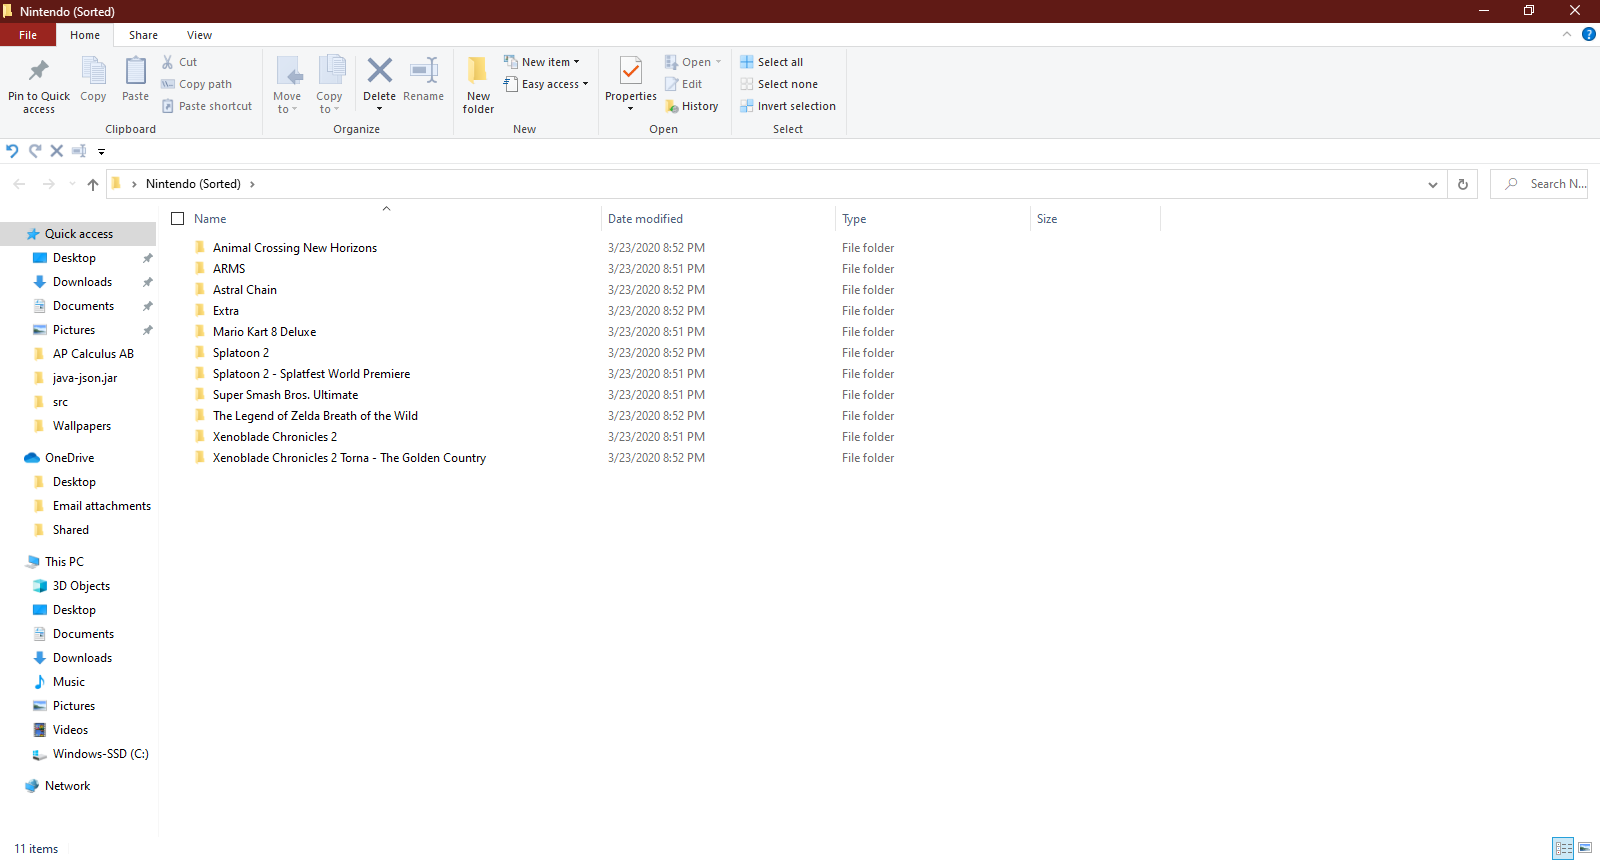 Nintendo (Sorted)
File Home Share View
Pin to Quick access
Copy
Paste
Cut
Copy path
Paste shortcut
Clipboard
Move to
Copy to
Delete
Rename
Organize
New folder
New item
Easy access
New
Properties
Open
Edit
History
Open
Select all
Select none
Invert selection
Select
Nintendo (Sorted)
Search N...
Name Date modified Type Size
Animal Crossing New Horizons 3/23/2020 8:52 PM File folder
ARMS 3/23/2020 8:51 PM File folder
Astral Chain 3/23/2020 8:52 PM File folder
Extra 3/23/2020 8:52 PM File folder
Mario Kart 8 Deluxe 3/23/2020 8:51 PM File folder
Splatoon 2 3/23/2020 8:52 PM File folder
Splatoon 2 - Splatfest World Premiere 3/23/2020 8:51 PM File folder
Super Smash Bros. Ultimate 3/23/2020 8:51 PM File folder
The Legend of Zelda Breath of the Wild 3/23/2020 8:52 PM File folder
Xenoblade Chronicles 2 3/23/2020 8:51 PM File folder
Xenoblade Chronicles 2 Torna - The Golden Country 3/23/2020 8:52 PM File folder
Quick access
Desktop
Downloads
Documents
Pictures
AP Calculus AB
java-json.jar
src
Wallpapers
OneDrive
Desktop
Email attachments
Shared
This PC
3D Objects
Desktop
Documents
Downloads
Music
Pictures
Videos
Windows-SSD (C:)
Network
11 items